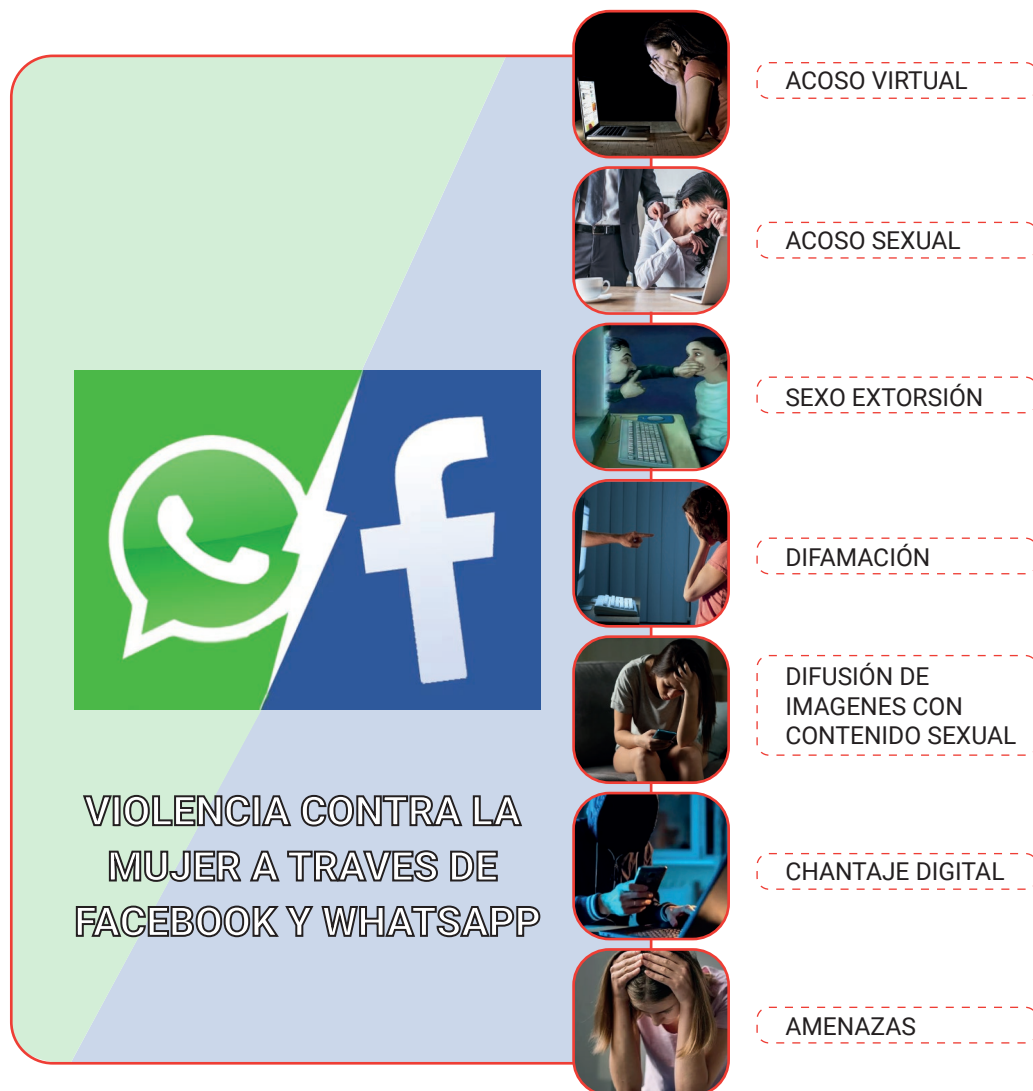 ACOSO VIRTUAL
ACOSO SEXUAL
SEXO EXTORSIÓN
DIFAMACIÓN
DIFUSIÓN DE
IMAGENES CON
CONTENIDO SEXUAL
CHANTAJE DIGITAL
AMENAZAS
VIOLENCIA CONTRA LA
MUJER A TRAVES DE
FACEBOOK Y WHATSAPP